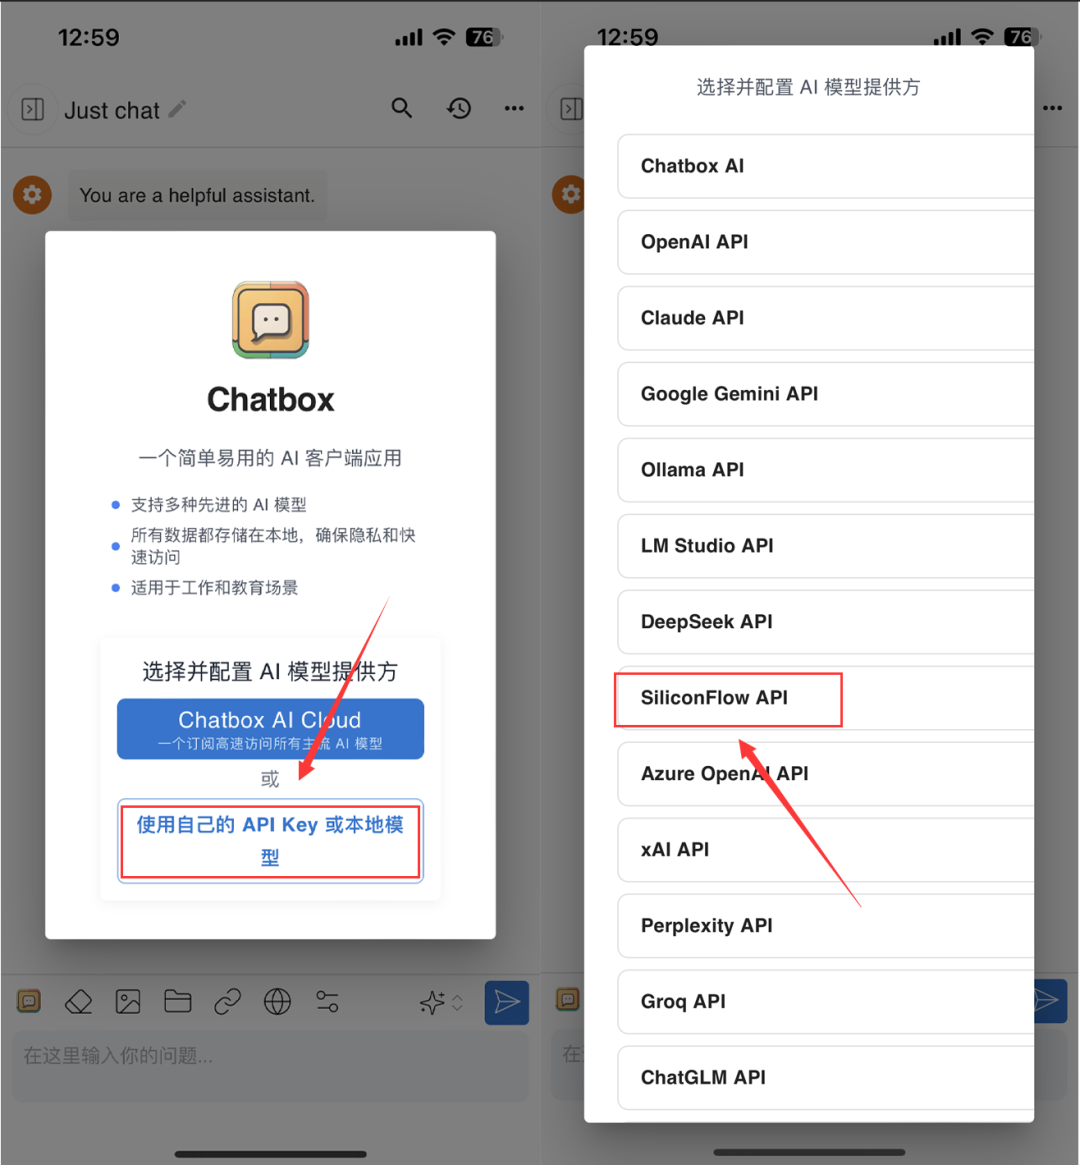 12:59
76
Just chat
You are a helpful assistant.
Chatbox
一个简单易用的 AI 客户端应用
支持多种先进的 AI 模型
所有数据都存储在本地，确保隐私和快
速访问
适用于工作和教育场景
选择并配置 AI 模型提供方
Chatbox AI Cloud
一个订阅高速访问所有主流 AI 模型
或
使用自己的 API Key 或本地模
型
在这里输入你的问题...
12:59
76
选择并配置 AI 模型提供方
Chatbox AI
OpenAI API
Claude API
Google Gemini API
Ollama API
LM Studio API
DeepSeek API
SiliconFlow API
Azure OpenAI API
xAI API
Perplexity API
Groq API
ChatGLM API
在